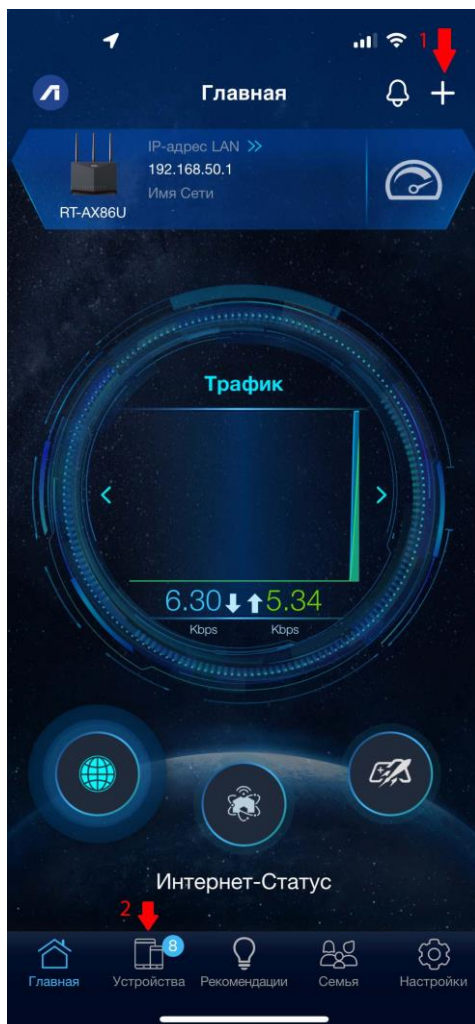 1
Главная
IP-адрес LAN >>
192.168.50.1
Имя Сети
RT-AX86U
Трафик
6.30 5.34
Kbps Kbps
Интернет-Статус
2
8
Главная Устройства Рекомендации Семья Настройки